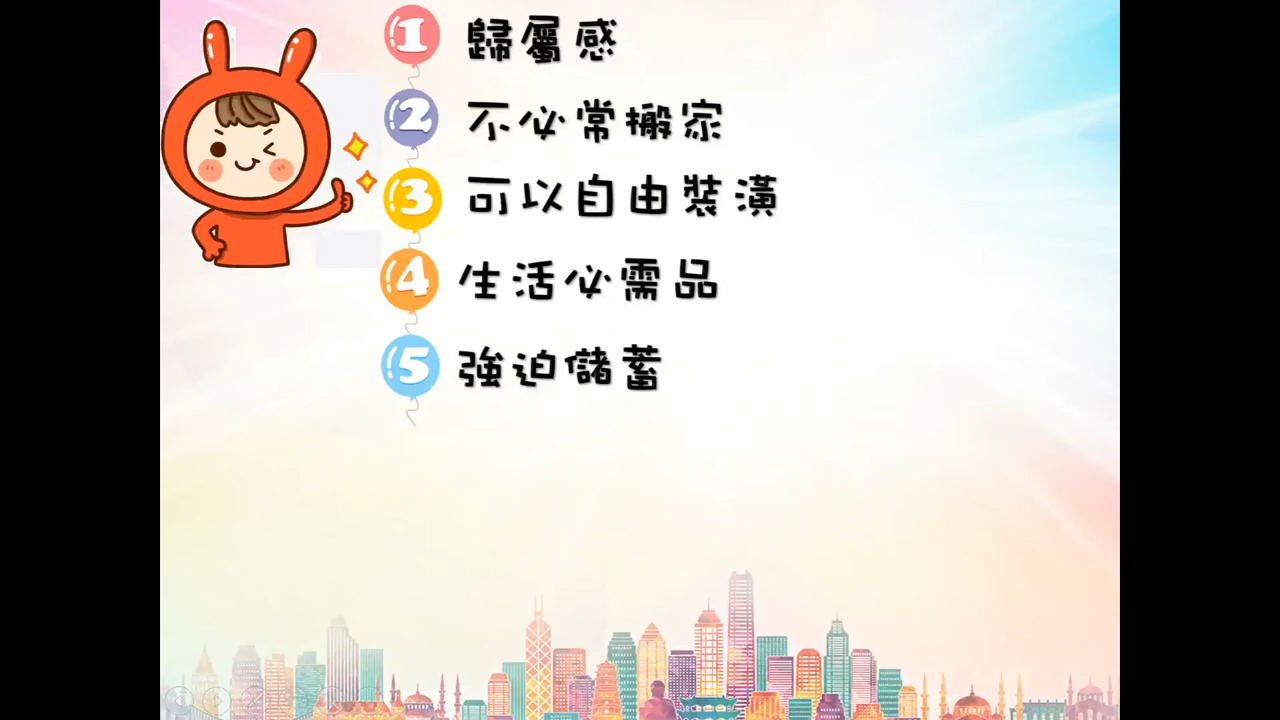 1 歸屬感
2 不必常搬家
3 可以自由裝潢
4 生活必需品
5 強迫儲蓄